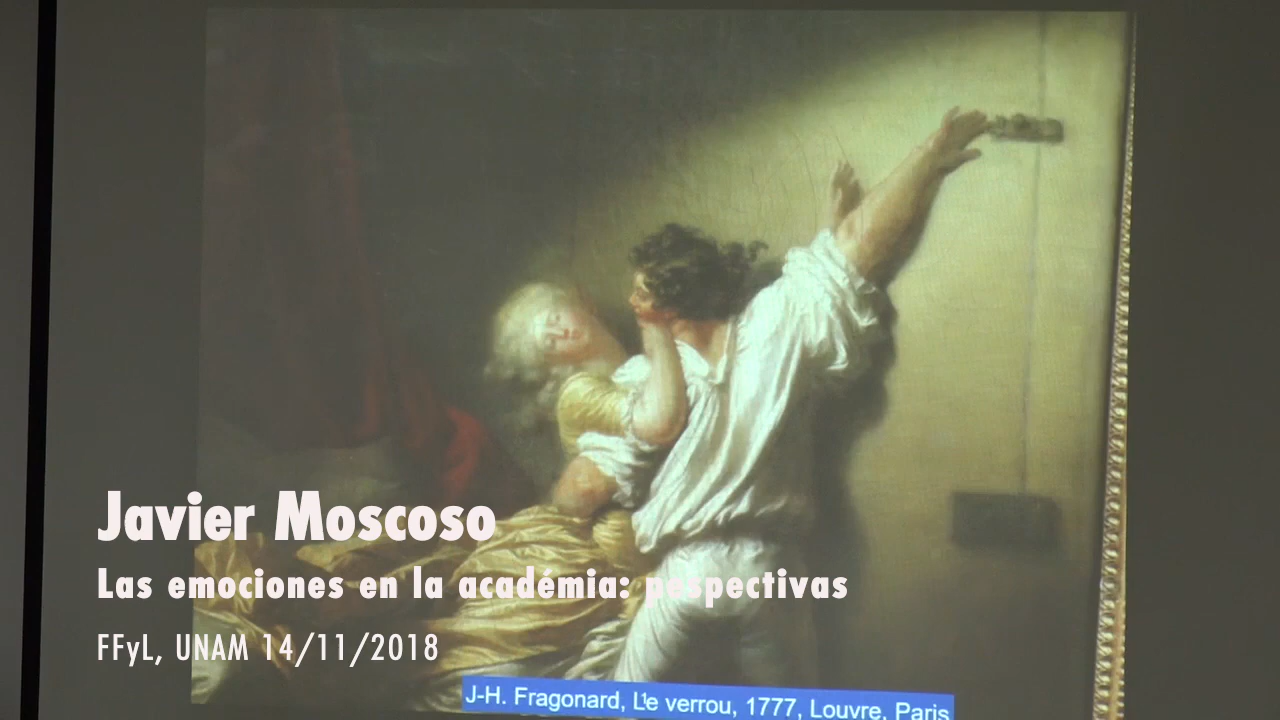 Javier Moscoso
Las emociones en la académia: pespectivas
FFyL, UNAM 14/11/2018
J-H. Fragonard, L'e verrou, 1777, Louvre, Paris